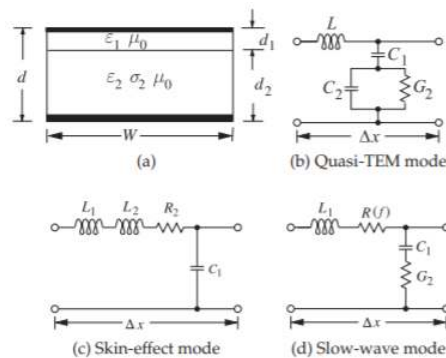 ε₁ μ₀
d₁
d
ε₂ σ₂ μ₀
d₂
W
(a)
L
C₁
C₂
G₂
Δx
(b) Quasi-TEM mode
L₁ L₂ R₂
C₁
Δx
(c) Skin-effect mode
L₁ R(f)
C₁
G₂
Δx
(d) Slow-wave mode